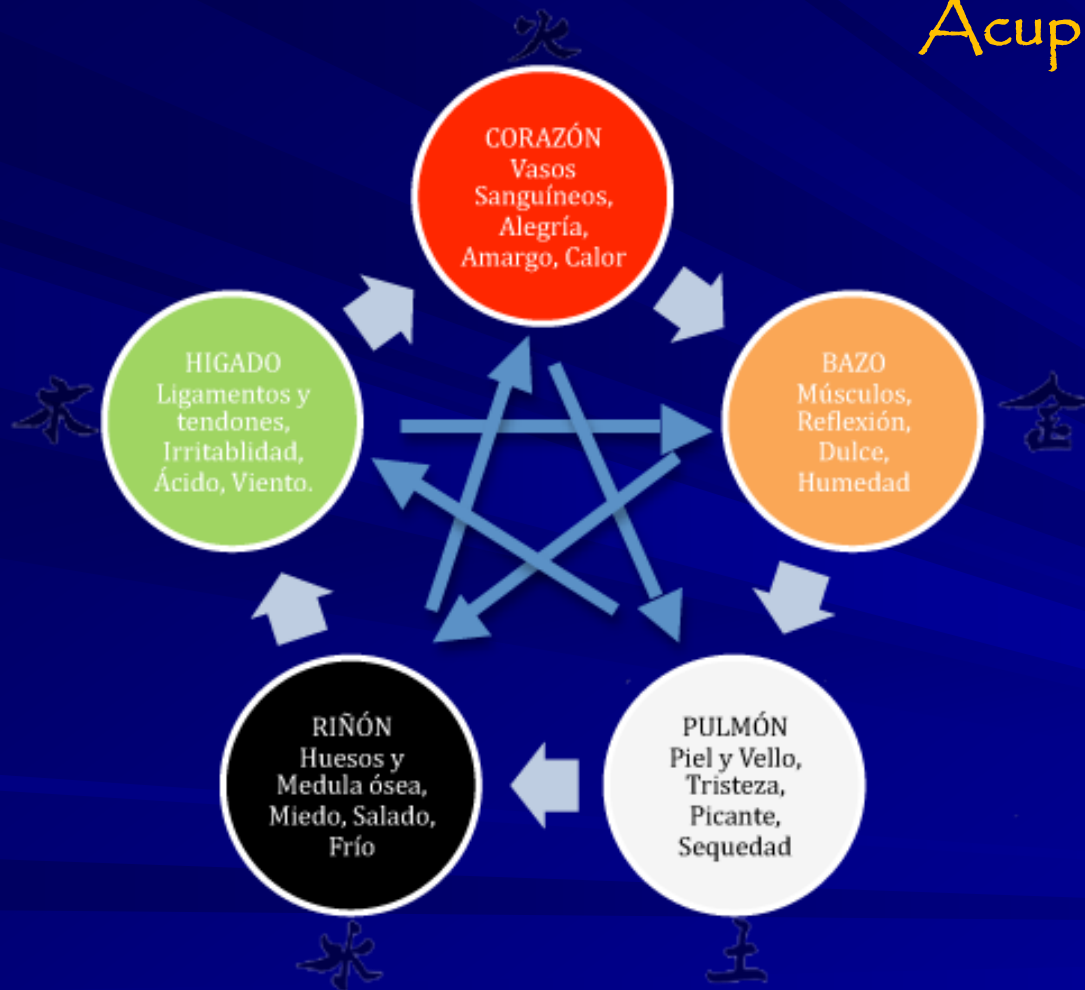 Acup
火
CORAZÓN
Vasos
Sanguíneos,
Alegría,
Amargo, Calor
HIGADO
Ligamentos y
tendones,
Irritablidad,
Ácido, Viento.
木
BAZO
Músculos,
Reflexión,
Dulce,
Humedad
金
RIÑÓN
Huesos y
Medula ósea,
Miedo, Salado,
Frío
水
PULMÓN
Piel y Vello,
Tristeza,
Picante,
Sequedad
土